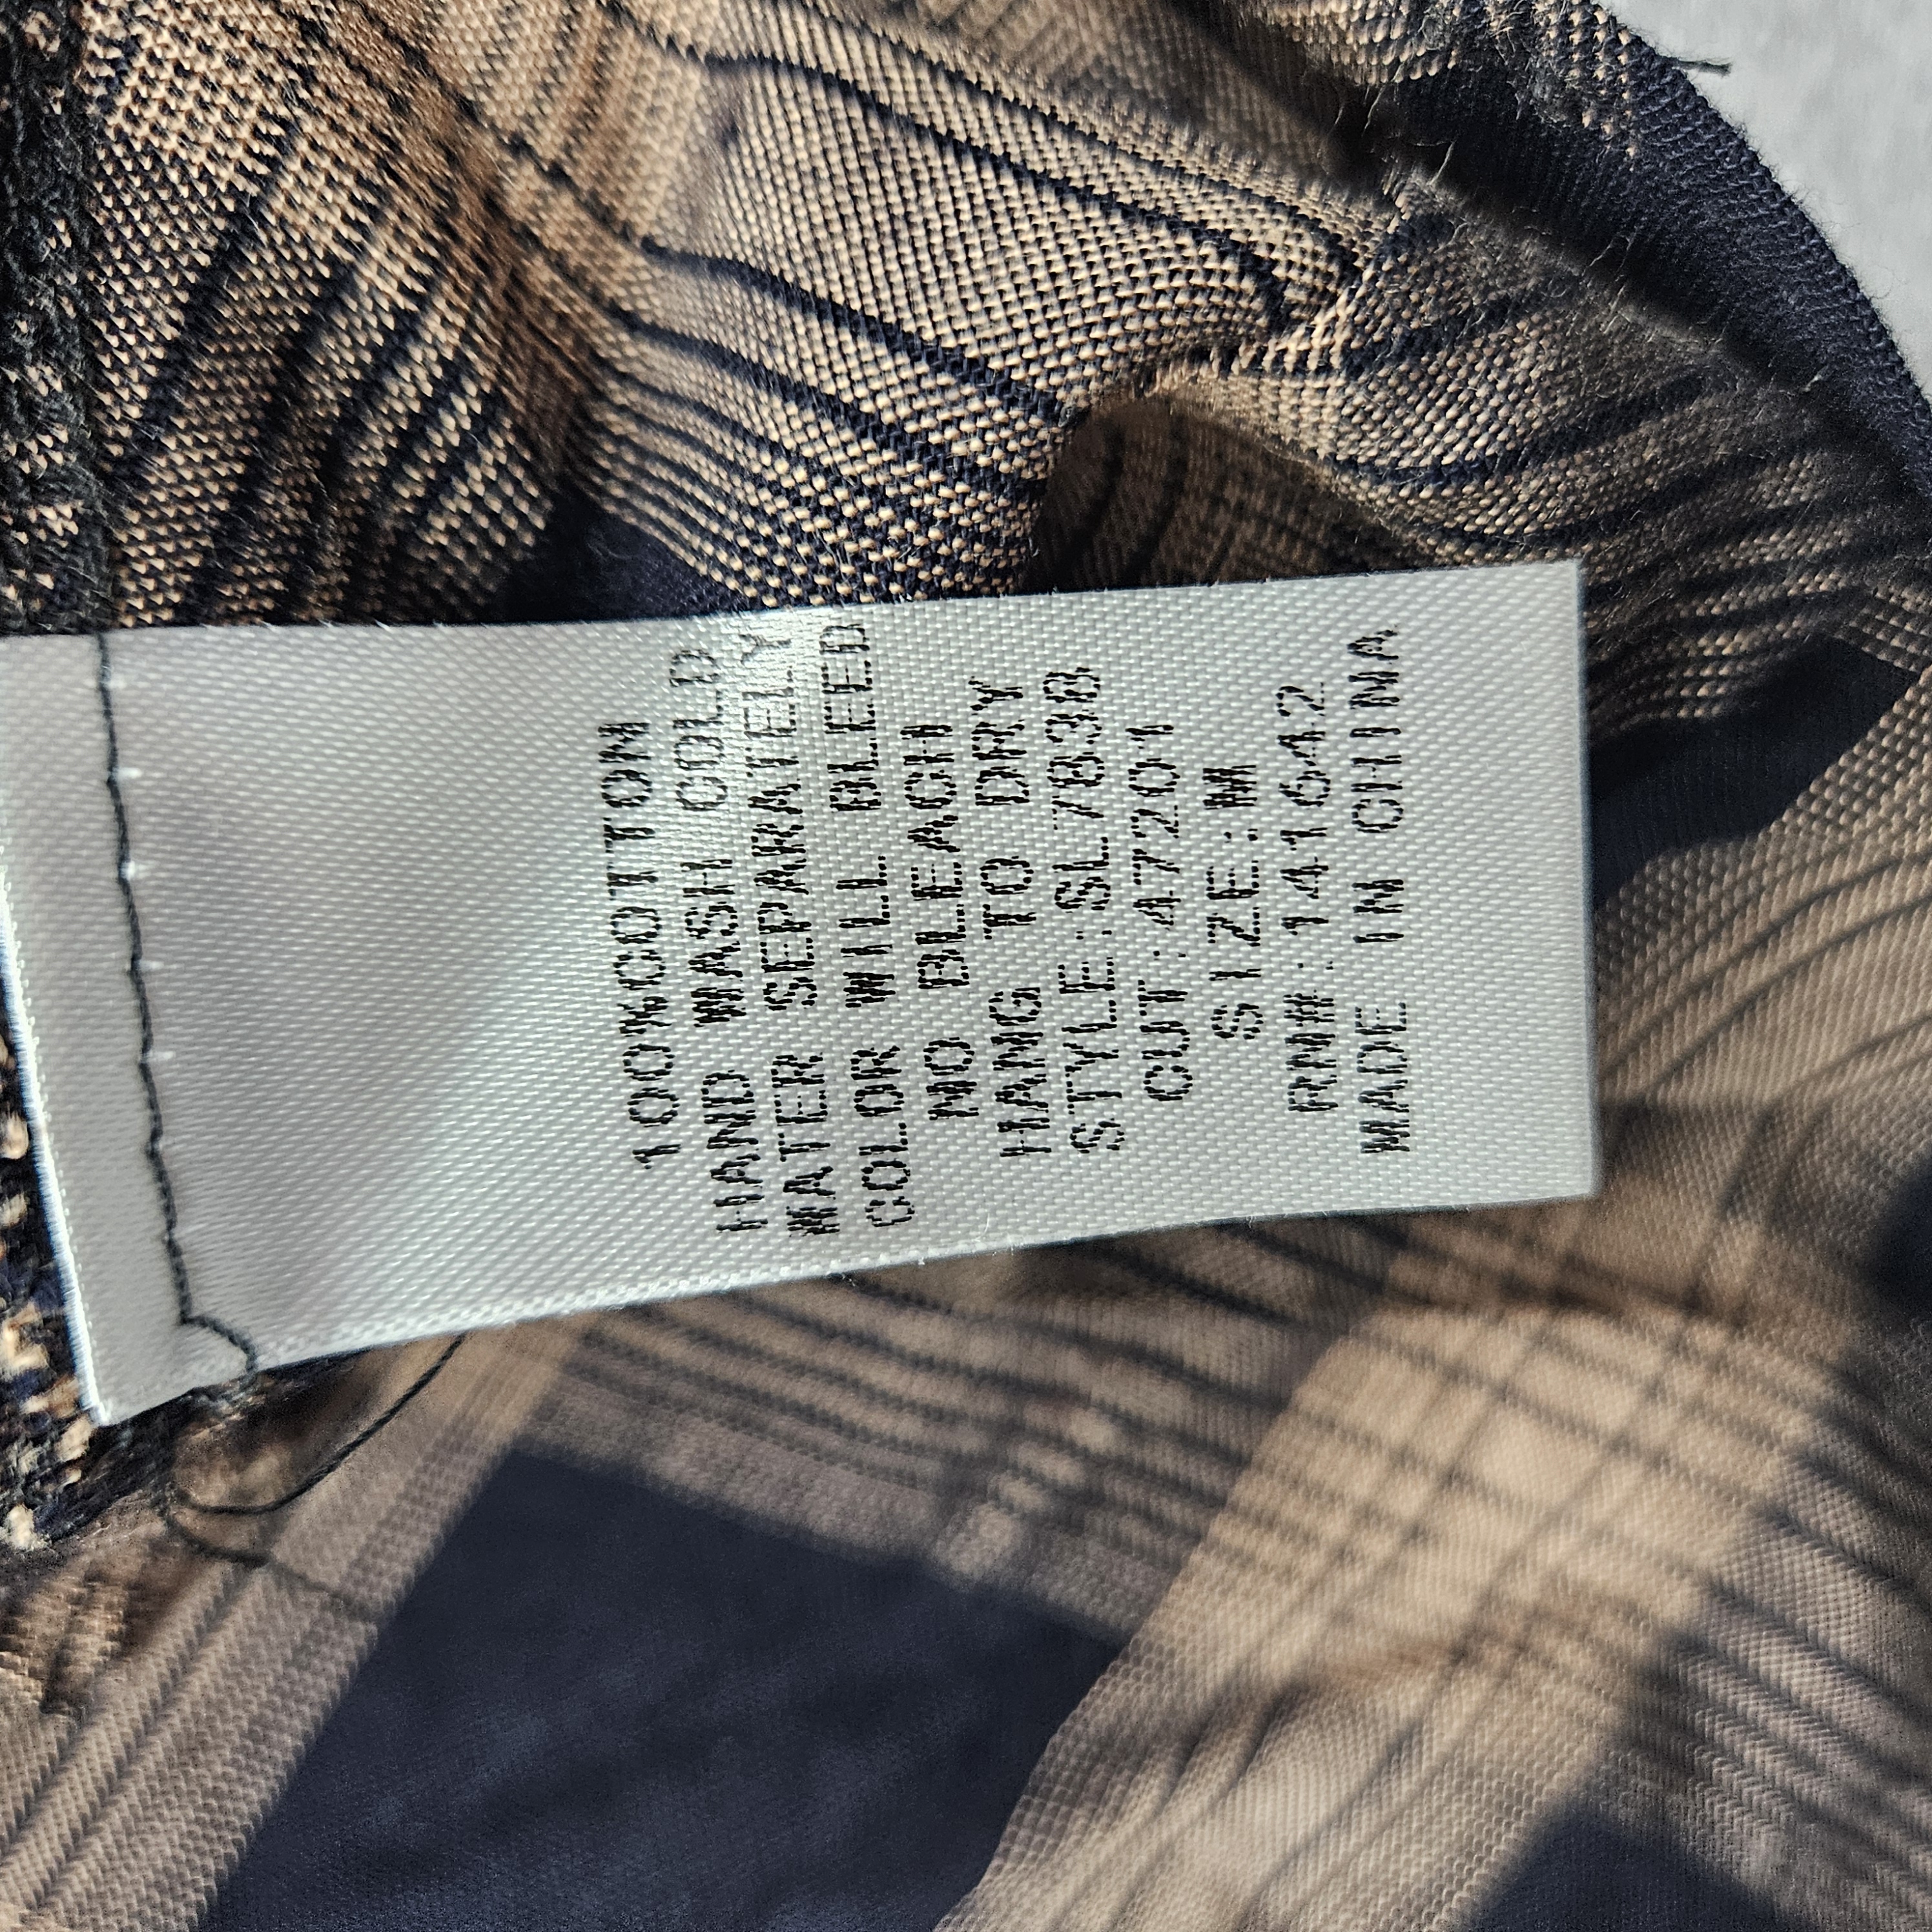 100%COTTON
HAND WASH COLD
WATER SEPARATELY
COLOR WILL BLEED
NO BLEACH
HANG TO DRY
STYLE:SL7838
CUT:47201
SIZE:M
RN#:141642
MADE IN CHINA